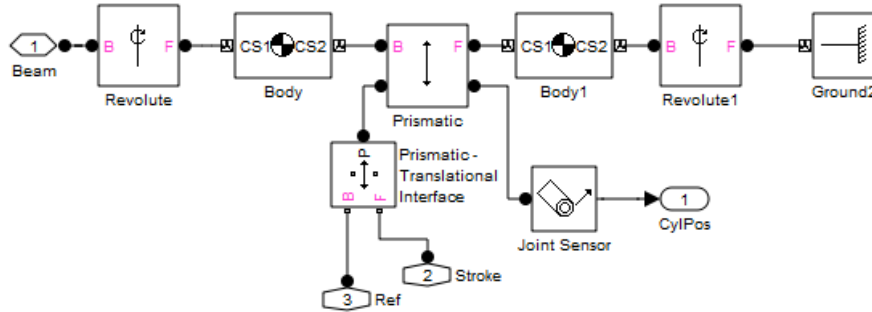 1
Beam
B
F
Revolute
CS1
CS2
Body
B
F
Prismatic
CS1
CS2
Body1
B
F
Revolute1
Ground2
P
B
F
Prismatic -
Translational
Interface
Joint Sensor
1
CylPos
2
Stroke
3
Ref